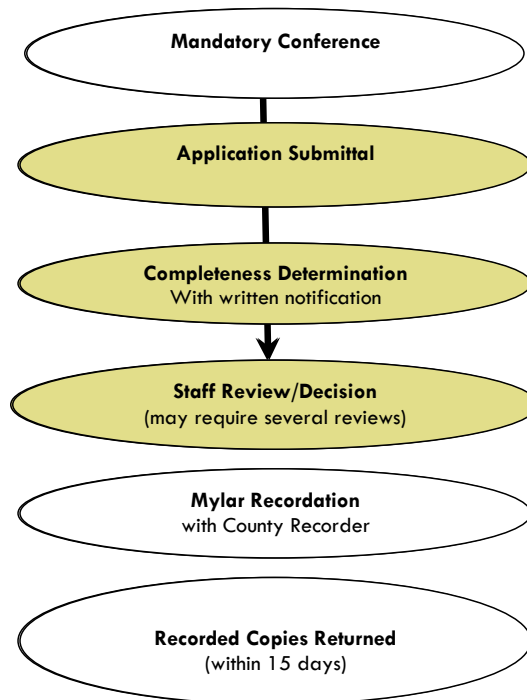 Mandatory Conference
Application Submittal
Completeness Determination
With written notification
Staff Review/Decision
(may require several reviews)
Mylar Recordation
with County Recorder
Recorded Copies Returned
(within 15 days)